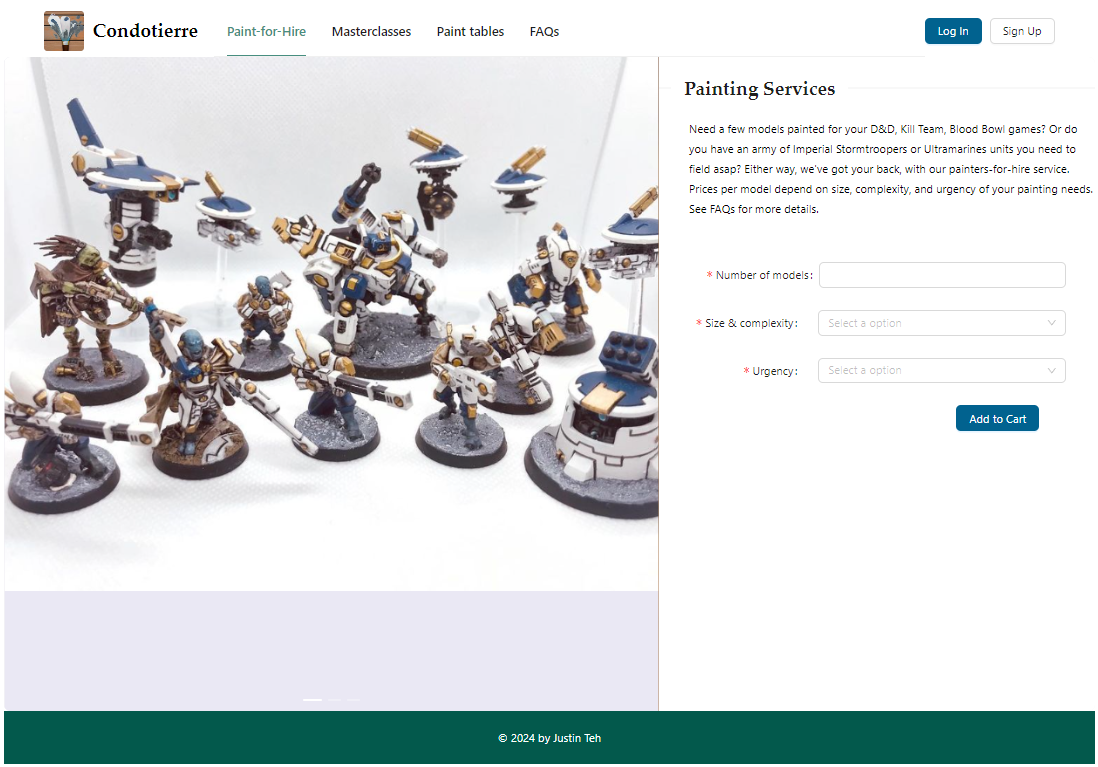 Condotierre
Paint-for-Hire
Masterclasses
Paint tables
FAQs
Log In
Sign Up
Painting Services
Need a few models painted for your D&D, Kill Team, Blood Bowl games? Or do
you have an army of Imperial Stormtroopers or Ultramarines units you need to
field asap? Either way, we've got your back, with our painters-for-hire service.
Prices per model depend on size, complexity, and urgency of your painting needs.
See FAQs for more details.
* Number of models:
* Size & complexity:
Select a option
* Urgency:
Select a option
Add to Cart
© 2024 by Justin Teh